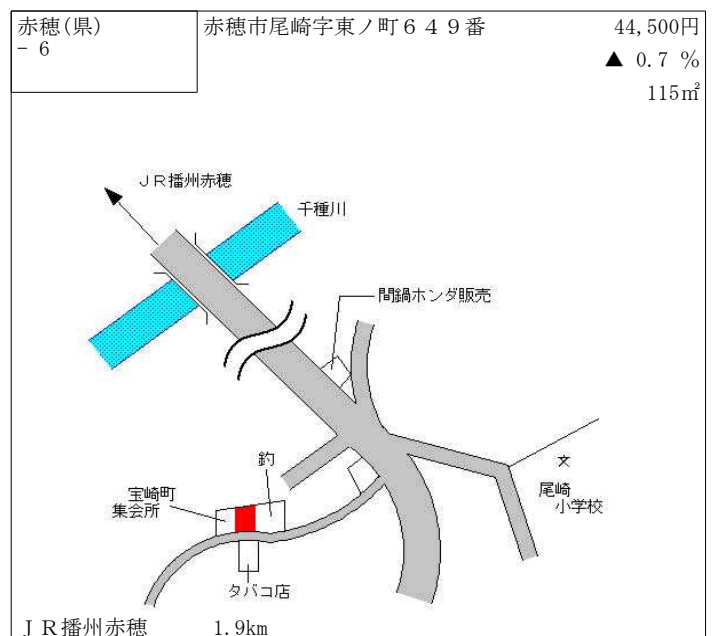 赤穂(県)
- 6
赤穂市尾崎字東ノ町６４９番
44,500円
▲ 0.7 %
115㎡
ＪＲ播州赤穂
千種川
間鍋ホンダ販売
釣
宝崎町
集会所
文
尾崎
小学校
タバコ店
ＪＲ播州赤穂
1.9km